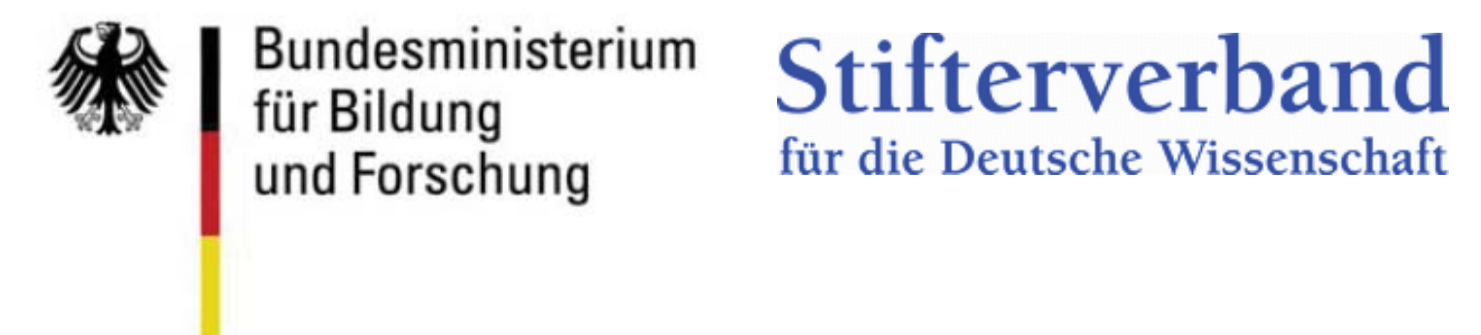 Bundesministerium
für Bildung
und Forschung
Stifterverband
für die Deutsche Wissenschaft